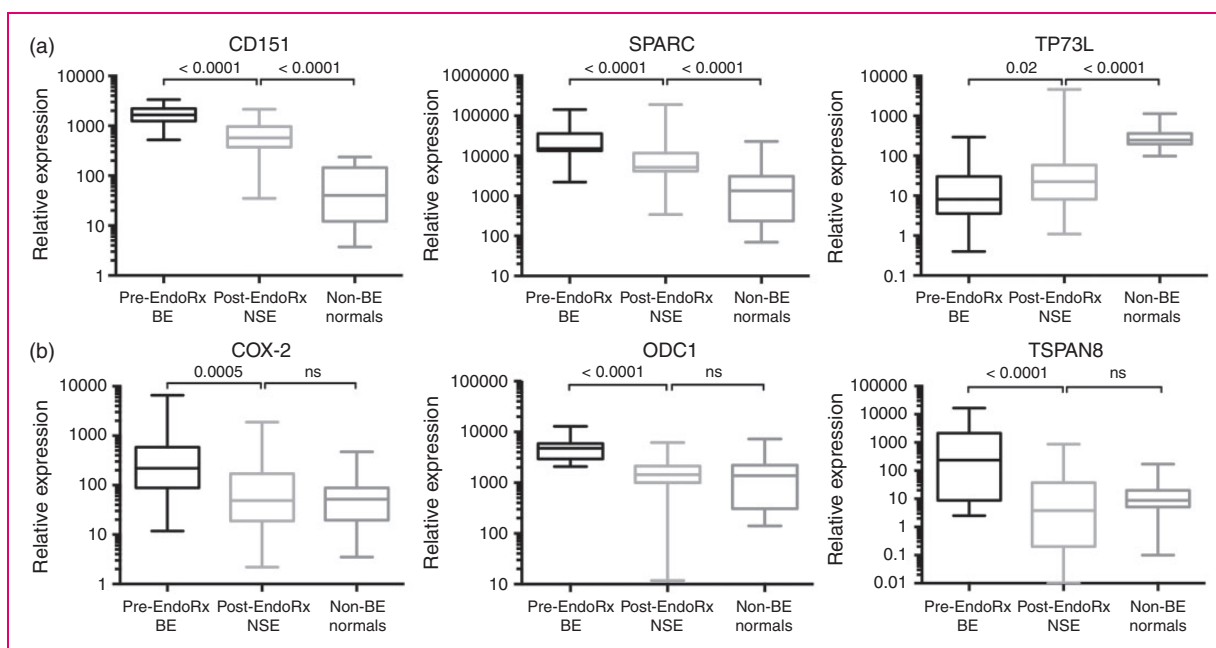 (a)
CD151
< 0.0001 < 0.0001
Relative expression
10000
1000
100
10
1
Pre-EndoRx Post-EndoRx Non-BE
BE NSE normals
SPARC
< 0.0001 < 0.0001
Relative expression
1000000
100000
10000
1000
100
10
Pre-EndoRx Post-EndoRx Non-BE
BE NSE normals
TP73L
0.02 < 0.0001
Relative expression
10000
1000
100
10
1
0.1
Pre-EndoRx Post-EndoRx Non-BE
BE NSE normals
(b)
COX-2
0.0005 ns
Relative expression
10000
1000
100
10
1
Pre-EndoRx Post-EndoRx Non-BE
BE NSE normals
ODC1
< 0.0001 ns
Relative expression
100000
10000
1000
100
10
Pre-EndoRx Post-EndoRx Non-BE
BE NSE normals
TSPAN8
< 0.0001 ns
Relative expression
100000
10000
1000
100
10
1
0.1
0.01
Pre-EndoRx Post-EndoRx Non-BE
BE NSE normals